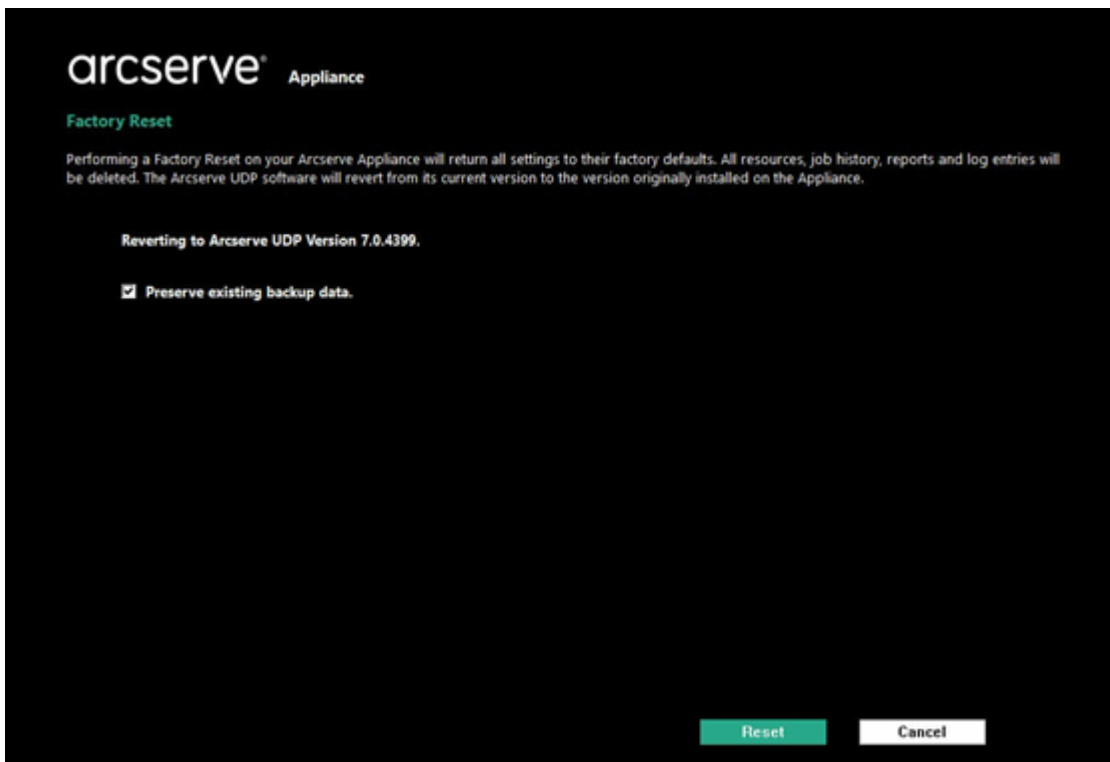 arcserve® Appliance
Factory Reset
Performing a Factory Reset on your Arcserve Appliance will return all settings to their factory defaults. All resources, job history, reports and log entries will
be deleted. The Arcserve UDP software will revert from its current version to the version originally installed on the Appliance.
Reverting to Arcserve UDP Version 7.0.4399.
Preserve existing backup data.
Reset Cancel